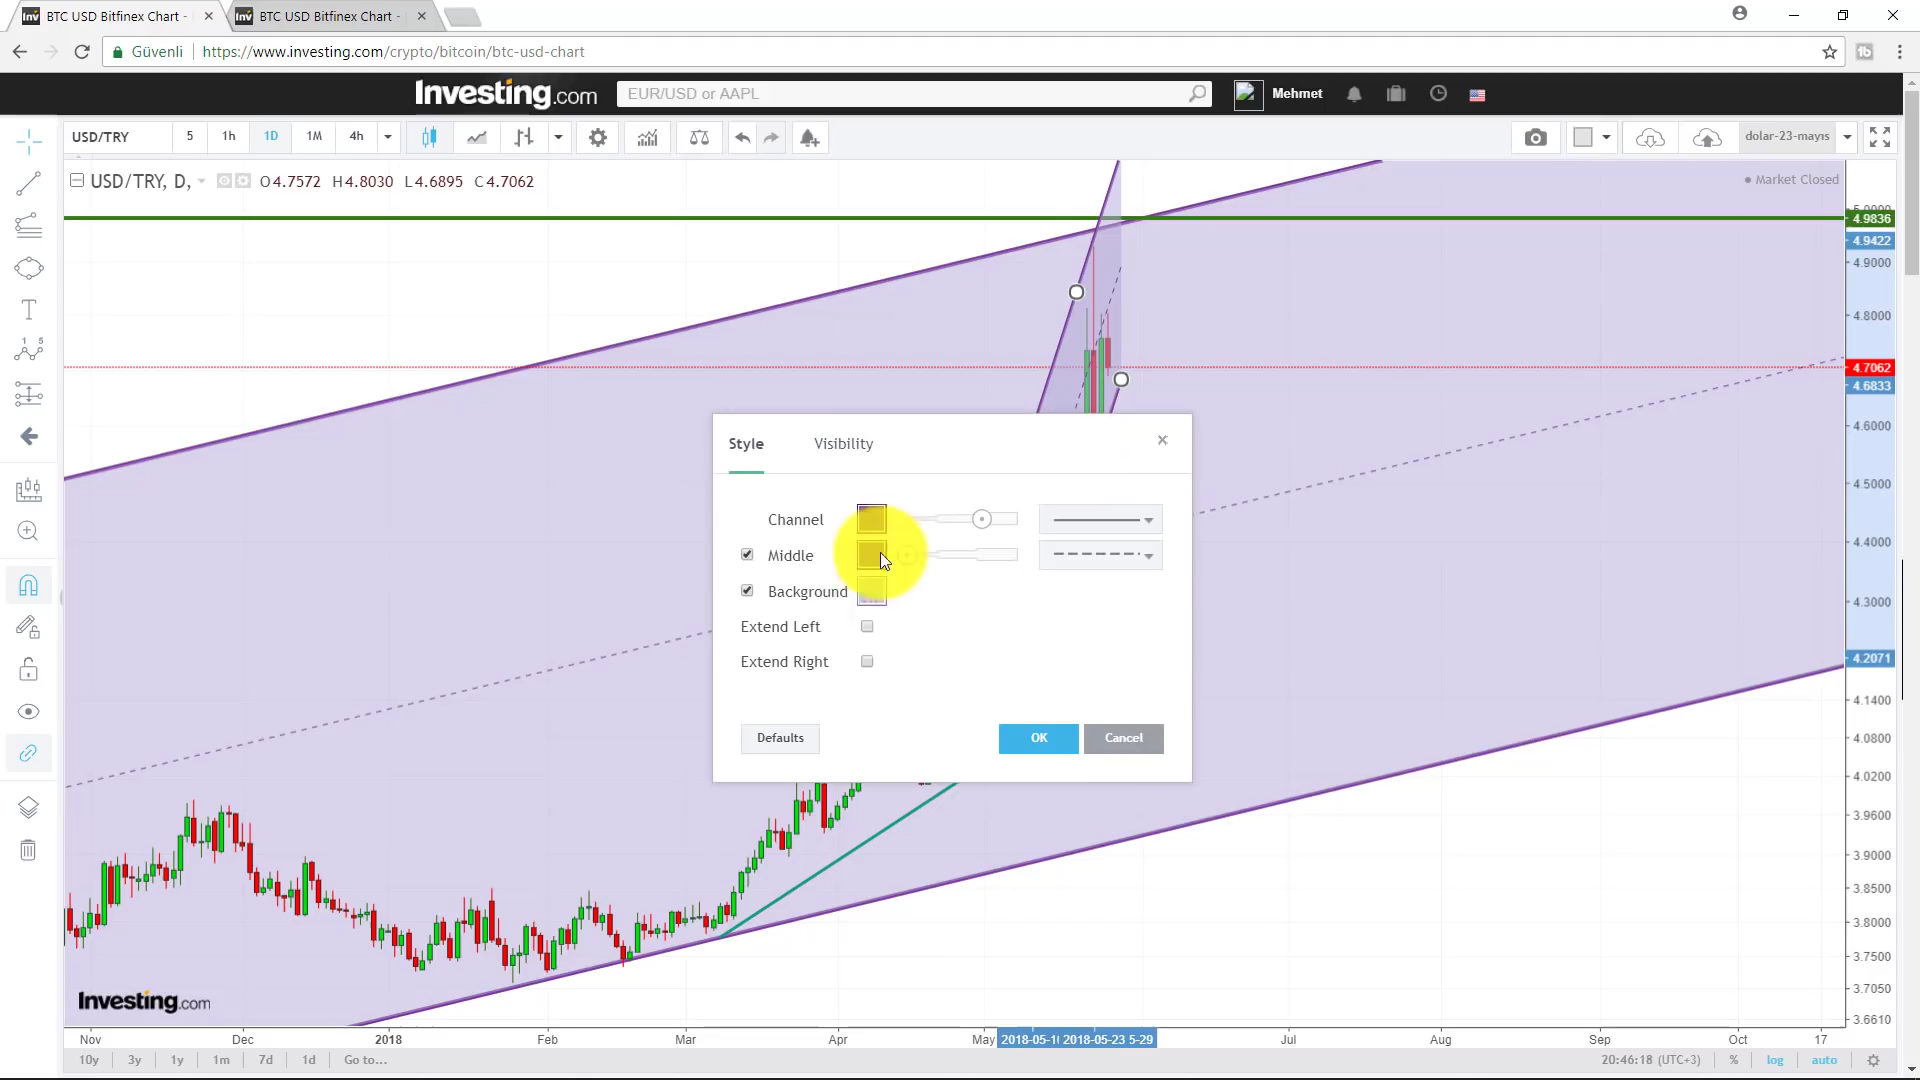 BTC USD Bitfinex Chart -
BTC USD Bitfinex Chart -
Güvenli
https://www.investing.com/crypto/bitcoin/btc-usd-chart
Investing.com
EUR/USD or AAPL
Mehmet
USD/TRY
5
1h
1D
1M
4h
dolar-23-mayıs
USD/TRY, D,
O4.7572 H4.8030 L4.6895 C4.7062
Market Closed
4.9836
4.9422
4.9000
4.8000
4.7062
4.6833
4.6000
4.5000
4.4000
4.3000
4.2071
4.1400
4.0800
4.0200
3.9600
3.9000
3.8500
3.8000
3.7500
3.7050
3.6610
1 5
Style
Visibility
Channel
Middle
Background
Extend Left
Extend Right
Defaults
OK
Cancel
Investing.com
Nov
Dec
2018
Feb
Mar
Apr
May
2018-05-1
2018-05-23
5-29
Jul
Aug
Sep
Oct
17
10y
3y
1y
1m
7d
1d
Go to...
20:46:18 (UTC+3)
%
log
auto